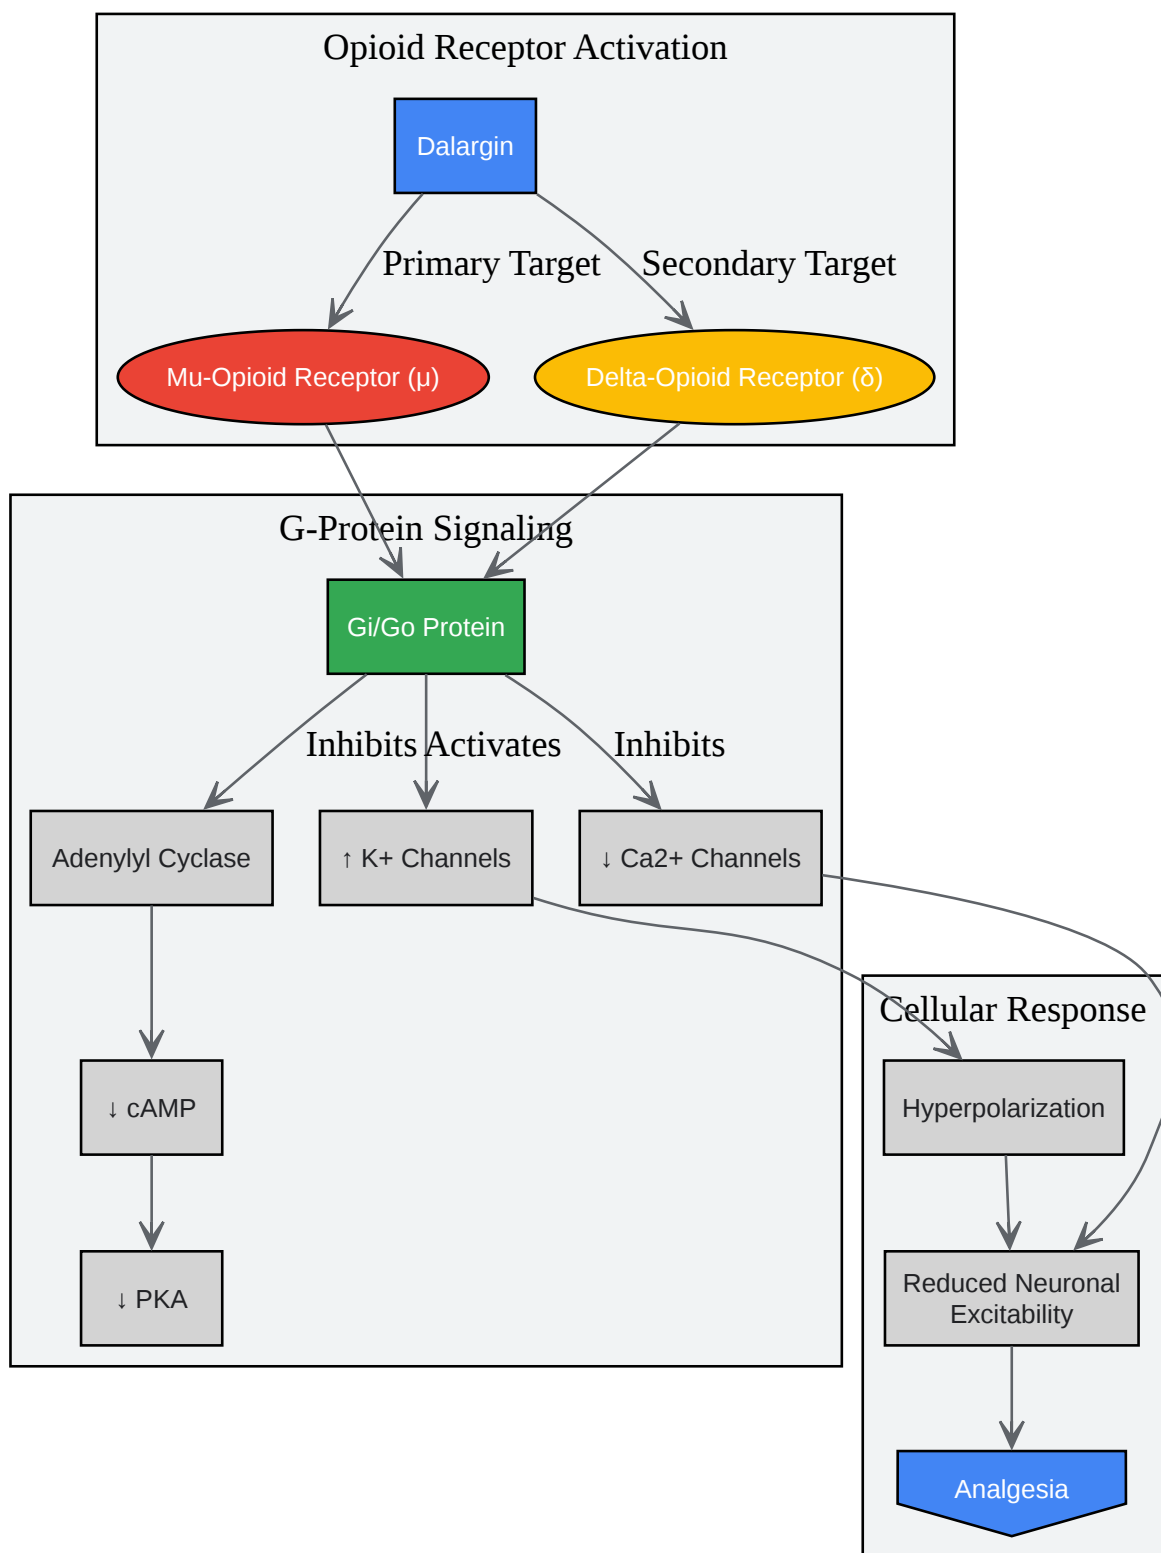 Opioid Receptor Activation
Dalargin
Primary Target
Secondary Target
Mu-Opioid Receptor (μ)
Delta-Opioid Receptor (δ)
G-Protein Signaling
Gi/Go Protein
Inhibits
Activates
Inhibits
Adenylyl Cyclase
↑ K+ Channels
↓ Ca2+ Channels
Cellular Response
↓ cAMP
Hyperpolarization
↓ PKA
Reduced Neuronal
Excitability
Analgesia